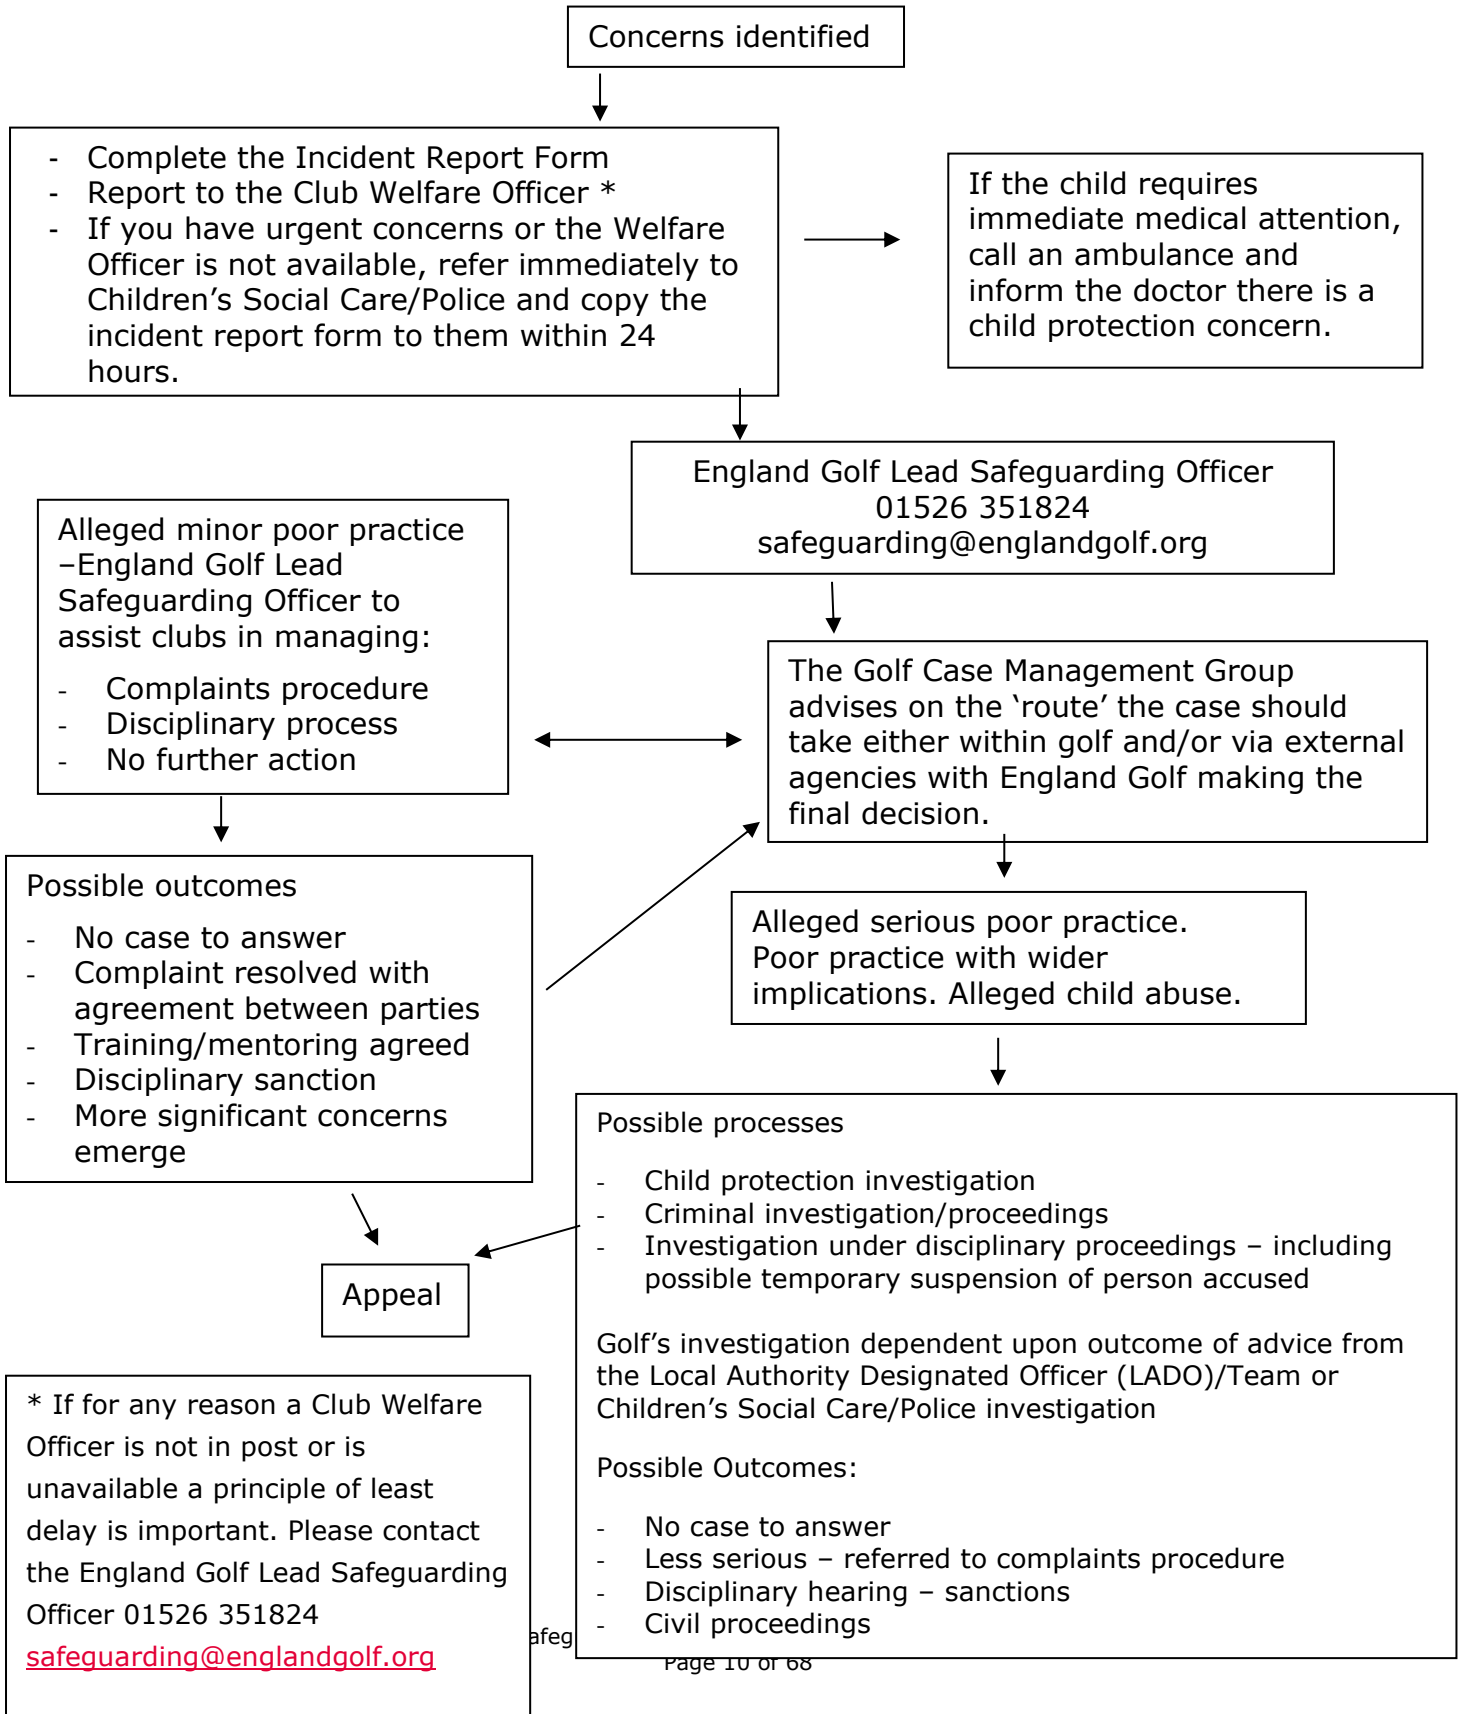 Concerns identified
- Complete the Incident Report Form
- Report to the Club Welfare Officer *
- If you have urgent concerns or the Welfare
Officer is not available, refer immediately to
Children’s Social Care/Police and copy the
incident report form to them within 24
hours.
If the child requires
immediate medical attention,
call an ambulance and
inform the doctor there is a
child protection concern.
England Golf Lead Safeguarding Officer
01526 351824
safeguarding@englandgolf.org
Alleged minor poor practice
–England Golf Lead
Safeguarding Officer to
assist clubs in managing:
- Complaints procedure
- Disciplinary process
- No further action
The Golf Case Management Group
advises on the ‘route’ the case should
take either within golf and/or via external
agencies with England Golf making the
final decision.
Possible outcomes
- No case to answer
- Complaint resolved with
agreement between parties
- Training/mentoring agreed
- Disciplinary sanction
- More significant concerns
emerge
Alleged serious poor practice.
Poor practice with wider
implications. Alleged child abuse.
Possible processes
- Child protection investigation
- Criminal investigation/proceedings
- Investigation under disciplinary proceedings – including
possible temporary suspension of person accused
Golf’s investigation dependent upon outcome of advice from
the Local Authority Designated Officer (LADO)/Team or
Children’s Social Care/Police investigation
Possible Outcomes:
- No case to answer
- Less serious – referred to complaints procedure
- Disciplinary hearing – sanctions
- Civil proceedings
Appeal
* If for any reason a Club Welfare
Officer is not in post or is
unavailable a principle of least
delay is important. Please contact
the England Golf Lead Safeguarding
Officer 01526 351824
safeguarding@englandgolf.org
Page 10 of 68